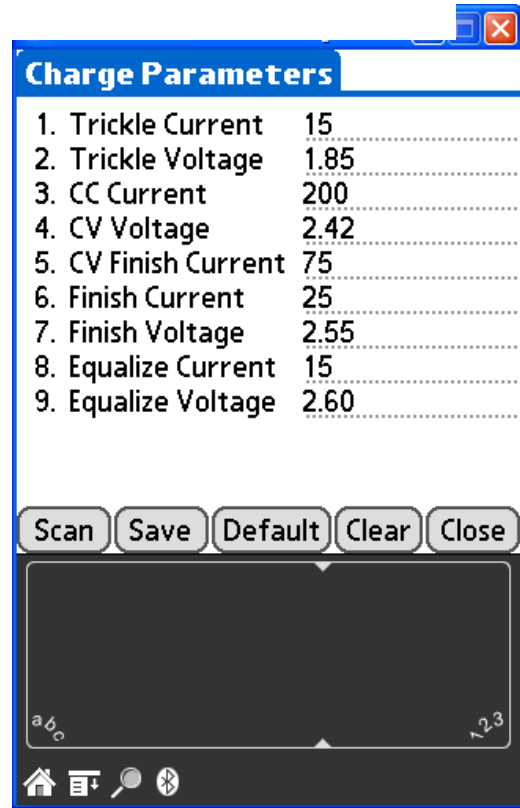 Charge Parameters
1. Trickle Current 15
2. Trickle Voltage 1.85
3. CC Current 200
4. CV Voltage 2.42
5. CV Finish Current 75
6. Finish Current 25
7. Finish Voltage 2.55
8. Equalize Current 15
9. Equalize Voltage 2.60
Scan Save Default Clear Close
abc 123